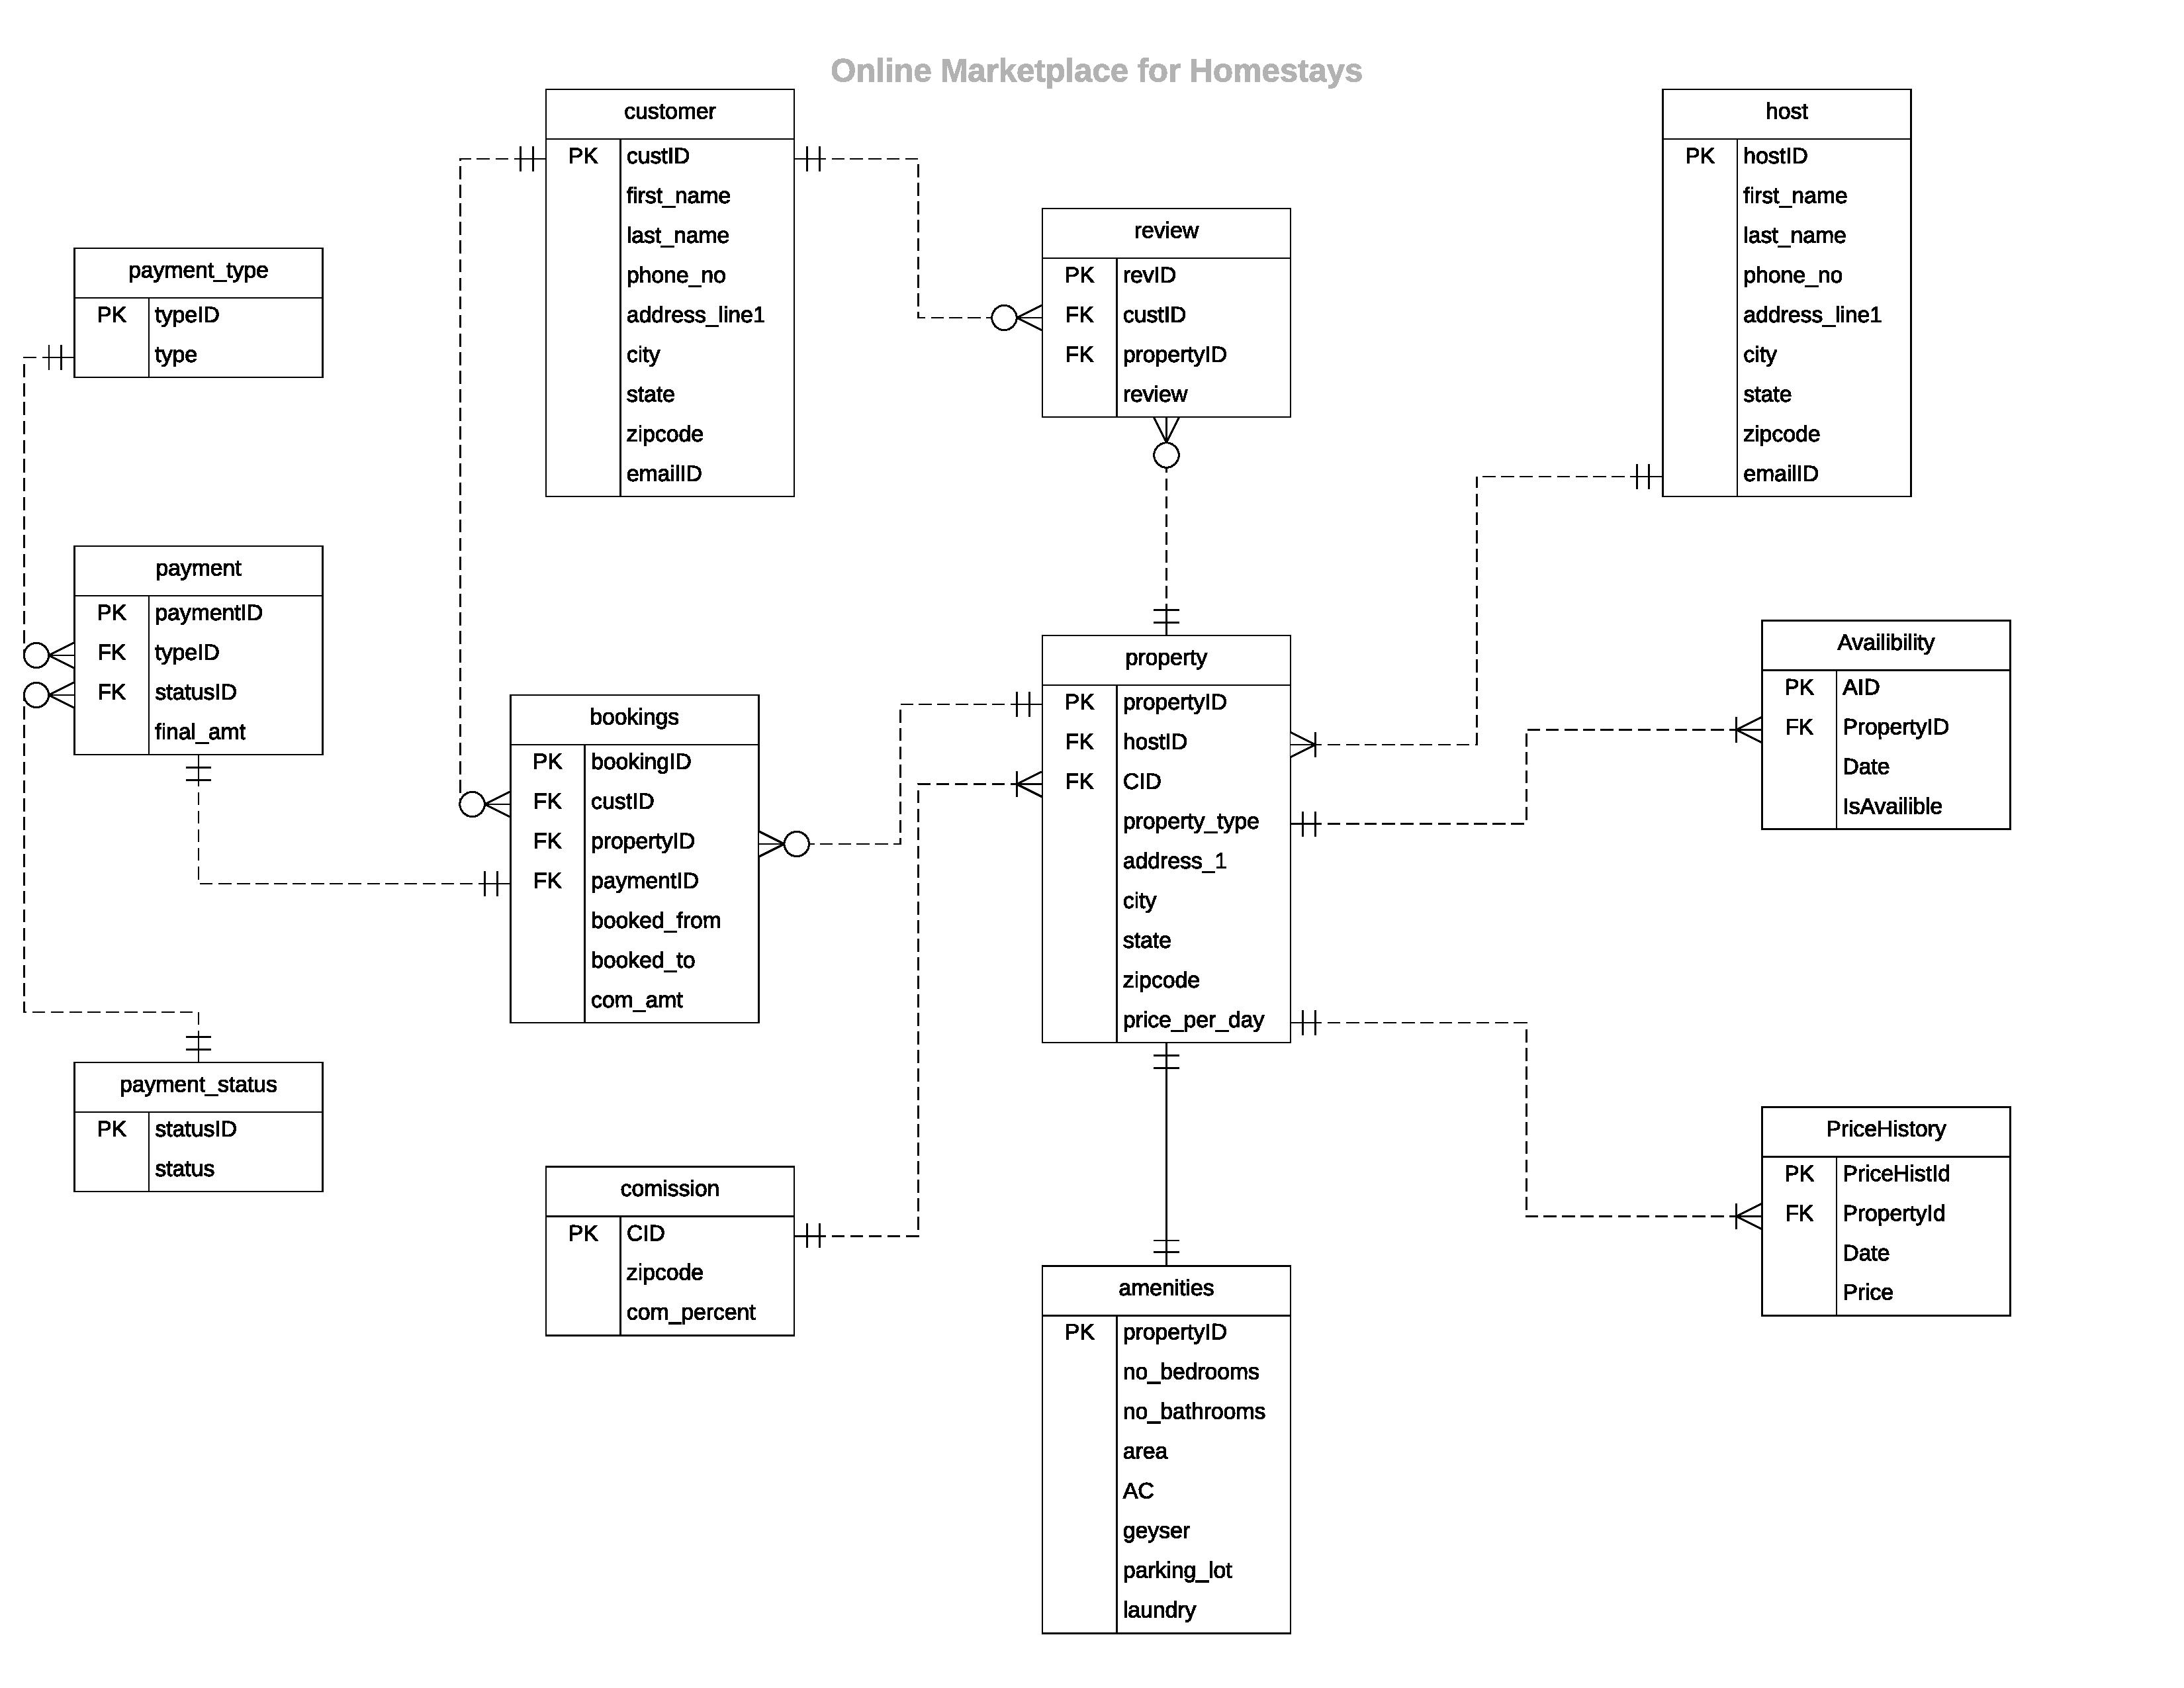 Online Marketplace for Homestays
customer
PK custID
first_name
last_name
phone_no
address_line1
city
state
zipcode
emailID
host
PK hostID
first_name
last_name
phone_no
address_line1
city
state
zipcode
emailID
review
PK revID
FK custID
FK propertyID
review
payment_type
PK typeID
type
payment
PK paymentID
FK typeID
FK statusID
final_amt
property
PK propertyID
FK hostID
FK CID
property_type
address_1
city
state
zipcode
price_per_day
Availibility
PK AID
FK PropertyID
Date
IsAvailible
bookings
PK bookingID
FK custID
FK propertyID
FK paymentID
booked_from
booked_to
com_amt
payment_status
PK statusID
status
comission
PK CID
zipcode
com_percent
PriceHistory
PK PriceHistId
FK PropertyId
Date
Price
amenities
PK propertyID
no_bedrooms
no_bathrooms
area
AC
geyser
parking_lot
laundry